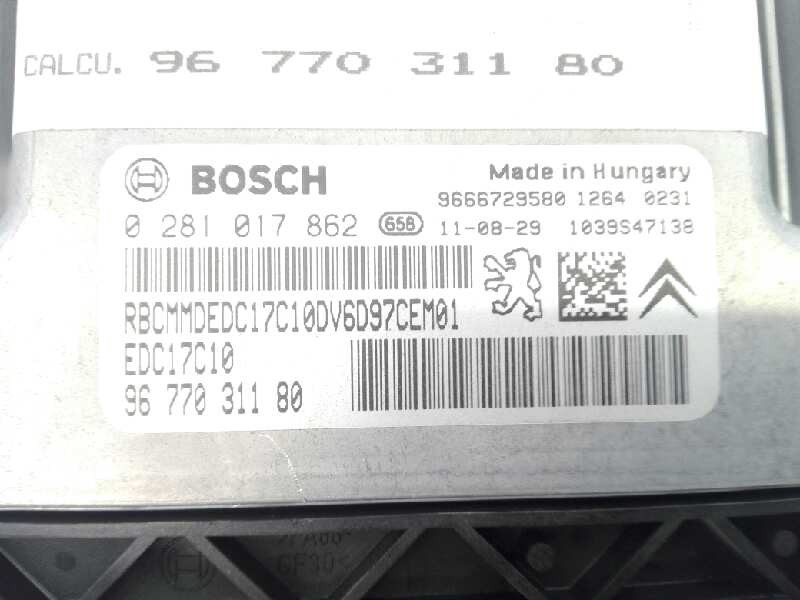 CALCU. 96 770 311 80
BOSCH
Made in Hungary
9666729580 1264 0231
0 281 017 862 658 11-08-29 1039S47138
RBCMMDEDC17C10DV6D97CEM01
EDC17C10
96 770 311 80
GF30<